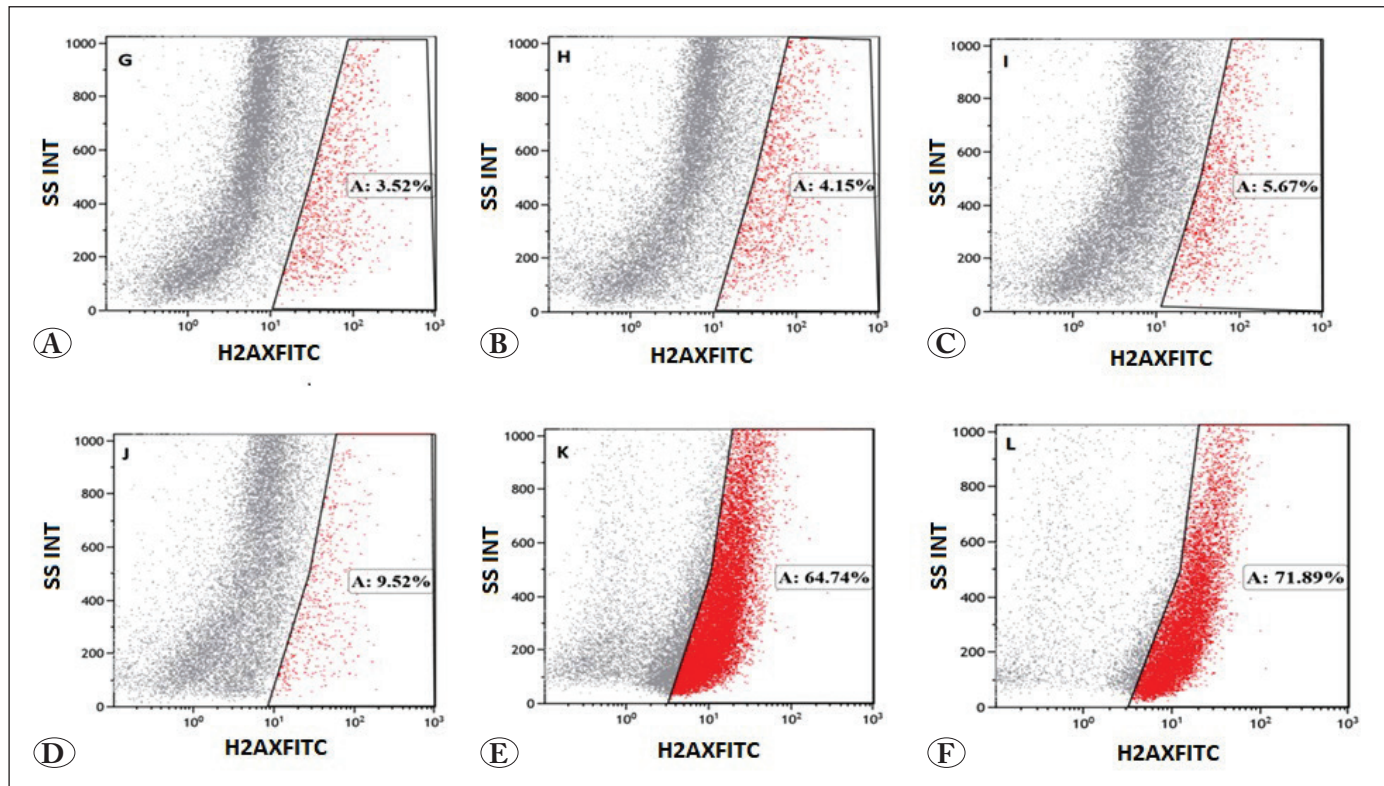 G
1000
800
600
400
200
0
SS INT
A: 3.52%
10⁰ 10¹ 10² 10³
H2AXFITC
A
H
1000
800
600
400
200
0
SS INT
A: 4.15%
10⁰ 10¹ 10² 10³
H2AXFITC
B
I
1000
800
600
400
200
0
SS INT
A: 5.67%
10⁰ 10¹ 10² 10³
H2AXFITC
C
J
1000
800
600
400
200
0
SS INT
A: 9.52%
10⁰ 10¹ 10² 10³
H2AXFITC
D
K
1000
800
600
400
200
0
SS INT
A: 64.74%
10⁰ 10¹ 10² 10³
H2AXFITC
E
L
1000
800
600
400
200
0
SS INT
A: 71.89%
10⁰ 10¹ 10² 10³
H2AXFITC
F